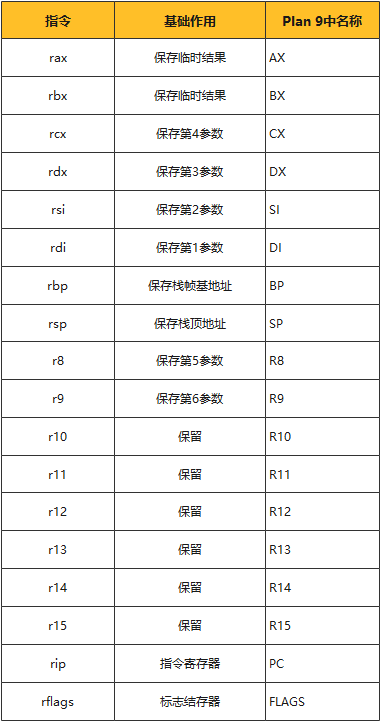 指令 基础作用 Plan 9中名称
rax 保存临时结果 AX
rbx 保存临时结果 BX
rcx 保存第4参数 CX
rdx 保存第3参数 DX
rsi 保存第2参数 SI
rdi 保存第1参数 DI
rbp 保存栈帧基地址 BP
rsp 保存栈顶地址 SP
r8 保存第5参数 R8
r9 保存第6参数 R9
r10 保留 R10
r11 保留 R11
r12 保留 R12
r13 保留 R13
r14 保留 R14
r15 保留 R15
rip 指令寄存器 PC
rflags 标志结存器 FLAGS